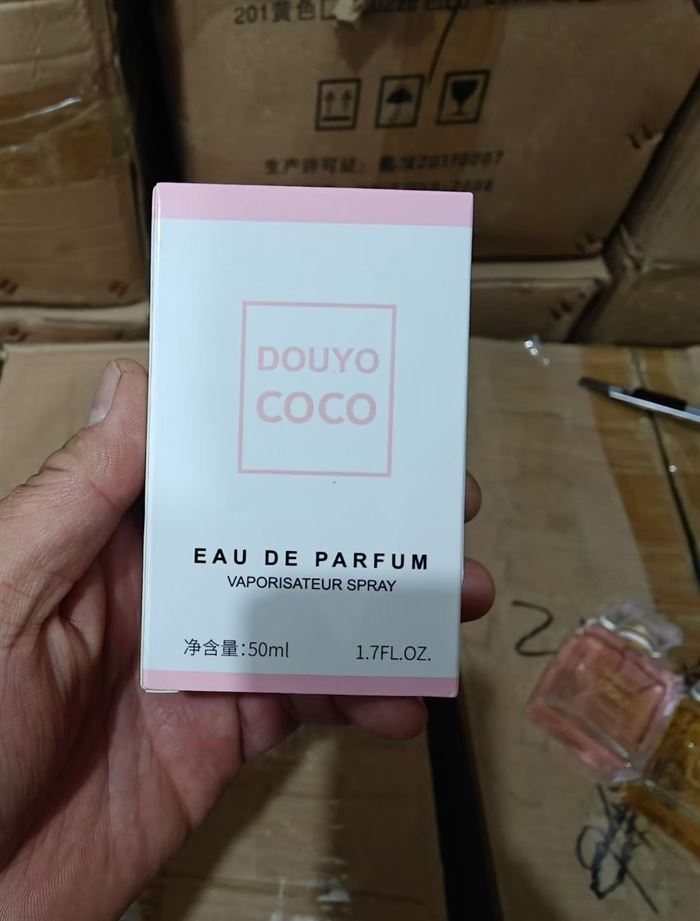 201黄色
生产许可证:
DOUYO
COCO
EAU DE PARFUM
VAPORISATEUR SPRAY
净含量:50ml 1.7FL.OZ.
2